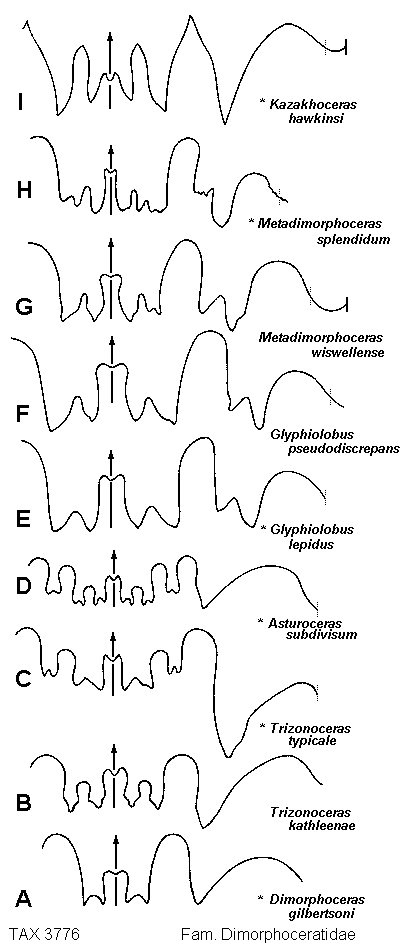 I
* Kazakhoceras
hawkinsi
H
* Metadimorphoceras
splendidum
G
Metadimorphoceras
wiswellense
F
Glyphiolobus
pseudodiscrepans
E
* Glyphiolobus
lepidus
D
* Asturoceras
subdivisum
C
* Trizonoceras
typicale
B
Trizonoceras
kathleenae
A
* Dimorphoceras
gilbertsoni
TAX 3776 Fam. Dimorphoceratidae